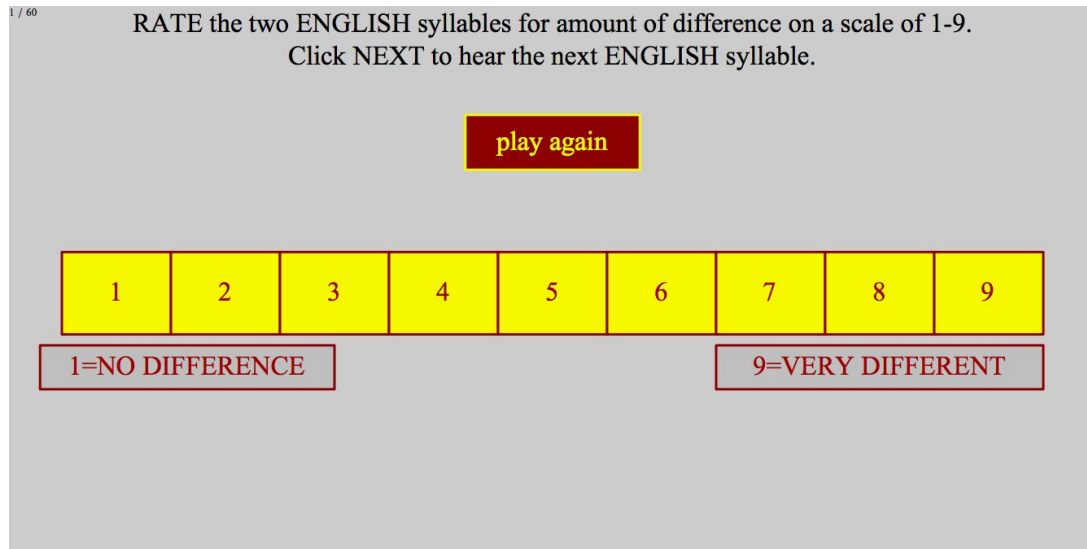 1 / 60
RATE the two ENGLISH syllables for amount of difference on a scale of 1-9.
Click NEXT to hear the next ENGLISH syllable.
play again
1 2 3 4 5 6 7 8 9
1=NO DIFFERENCE 9=VERY DIFFERENT